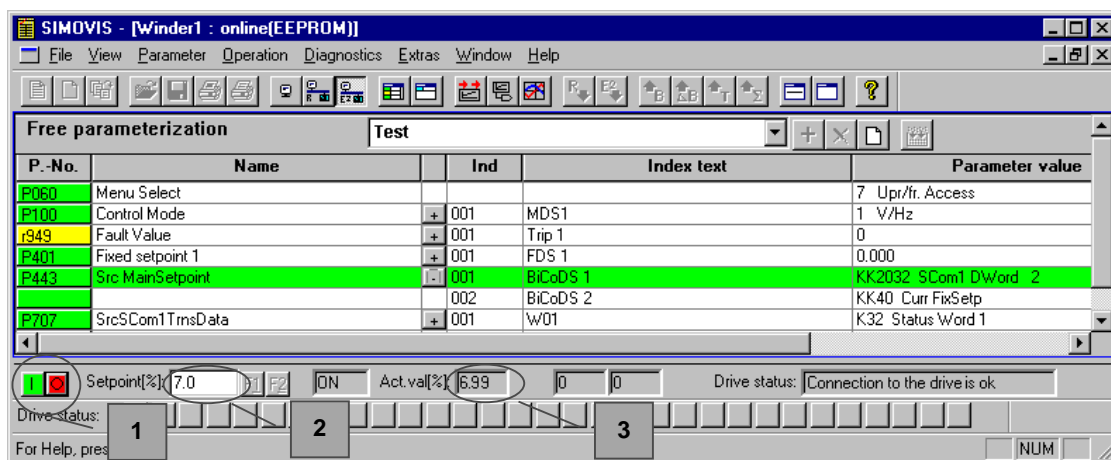 SIMOVIS - [Winder1 : online(EEPROM)]
File View Parameter Operation Diagnostics Extras Window Help
Free parameterization Test
P.-No. Name Ind Index text Parameter value
P060 Menu Select 7 Upr/fr. Access
P100 Control Mode + 001 MDS1 1 V/Hz
r949 Fault Value + 001 Trip 1 0
P401 Fixed setpoint 1 + 001 FDS 1 0.000
P443 Src MainSetpoint - 001 BiCoDS 1 KK2032 SCom1 DWord 2
002 BiCoDS 2 KK40 Curr FixSetp
P707 SrcSCom1TrnsData + 001 W01 K32 Status Word 1
I O Setpoint[%]: 7.0 F1 F2 ON Act.val[%]: 6.99 0 0 Drive status: Connection to the drive is ok
Drive status:
1 2 3
For Help, pres NUM